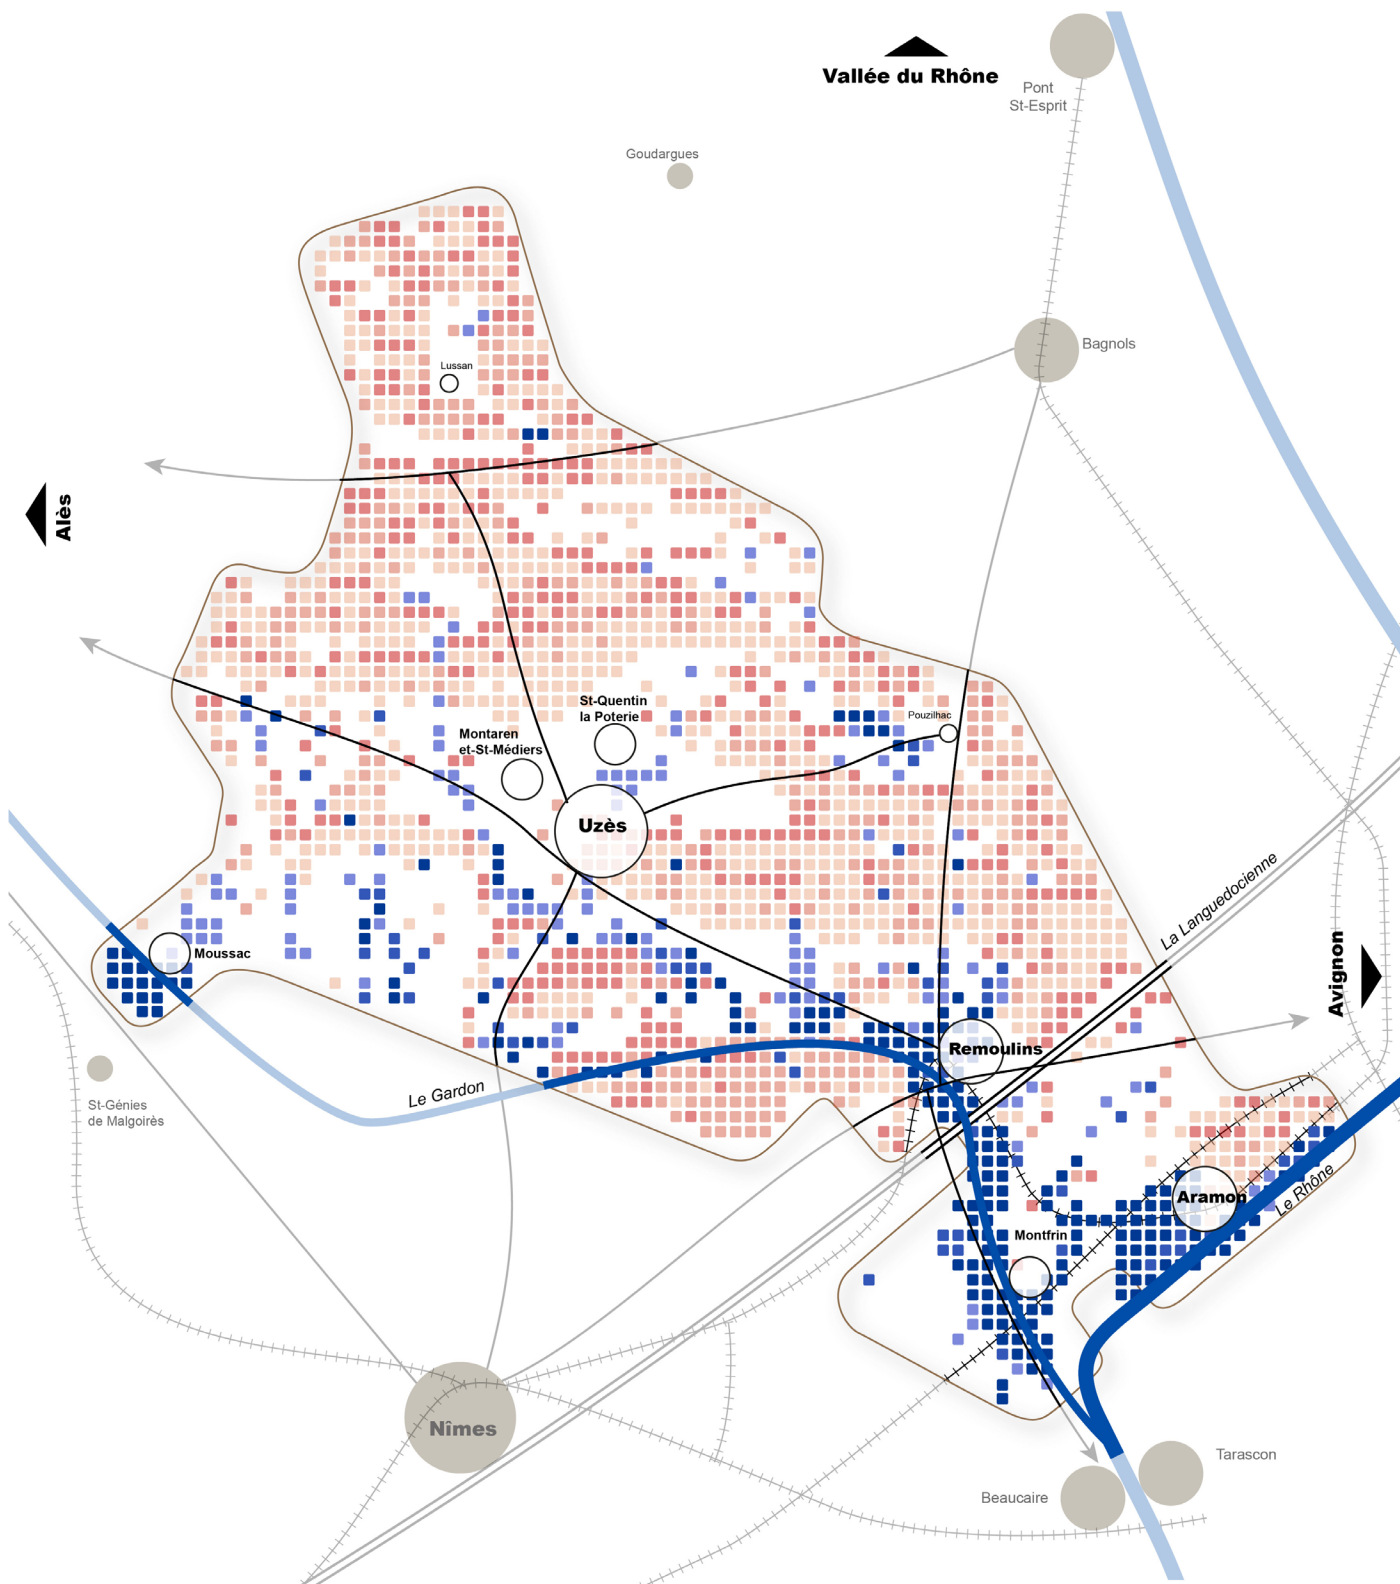 Vallée du Rhône
Pont
St-Esprit
Goudargues
Bagnols
Lussan
Alès
St-Quentin
la Poterie
Pouzilhac
Montaren
et-St-Médiers
Uzès
La Languedocienne
Moussac
Avignon
Remoulins
Le Gardon
St-Génies
de Malgoirès
Aramon
Le Rhône
Montfrin
Nîmes
Tarascon
Beaucaire